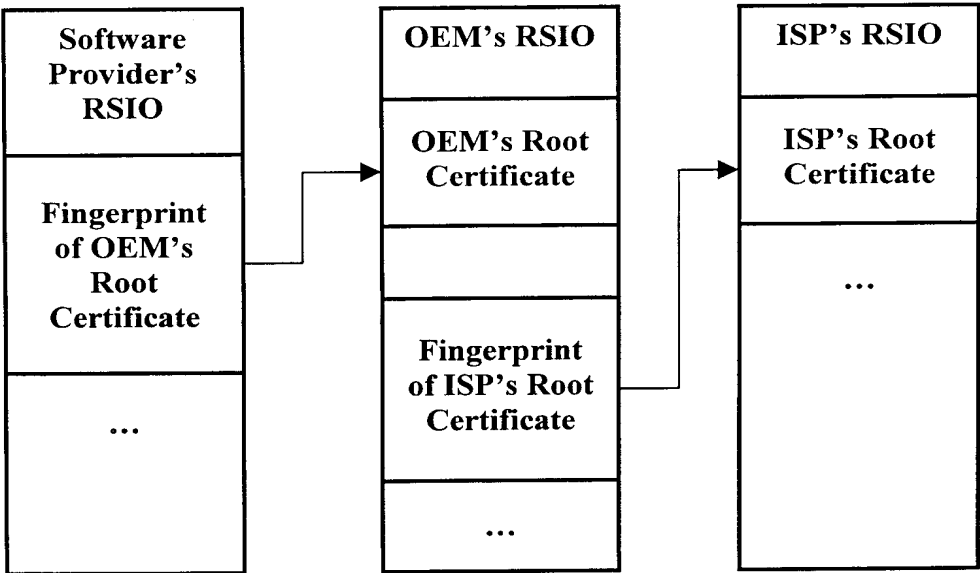 Software
Provider's
RSIO
Fingerprint
of OEM's
Root
Certificate
...
OEM's RSIO
OEM's Root
Certificate
Fingerprint
of ISP's Root
Certificate
...
ISP's RSIO
ISP's Root
Certificate
...